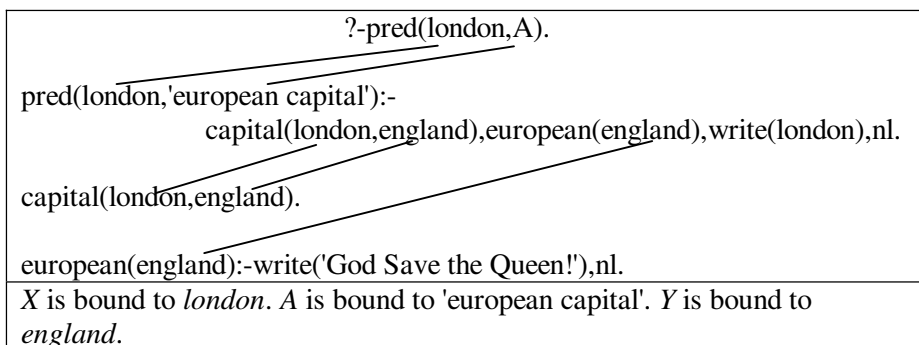 ?-pred(london,A).
pred(london,'european capital'):-
capital(london,england),european(england),write(london),nl.
capital(london,england).
european(england):-write('God Save the Queen!'),nl.
X is bound to london. A is bound to 'european capital'. Y is bound to
england.